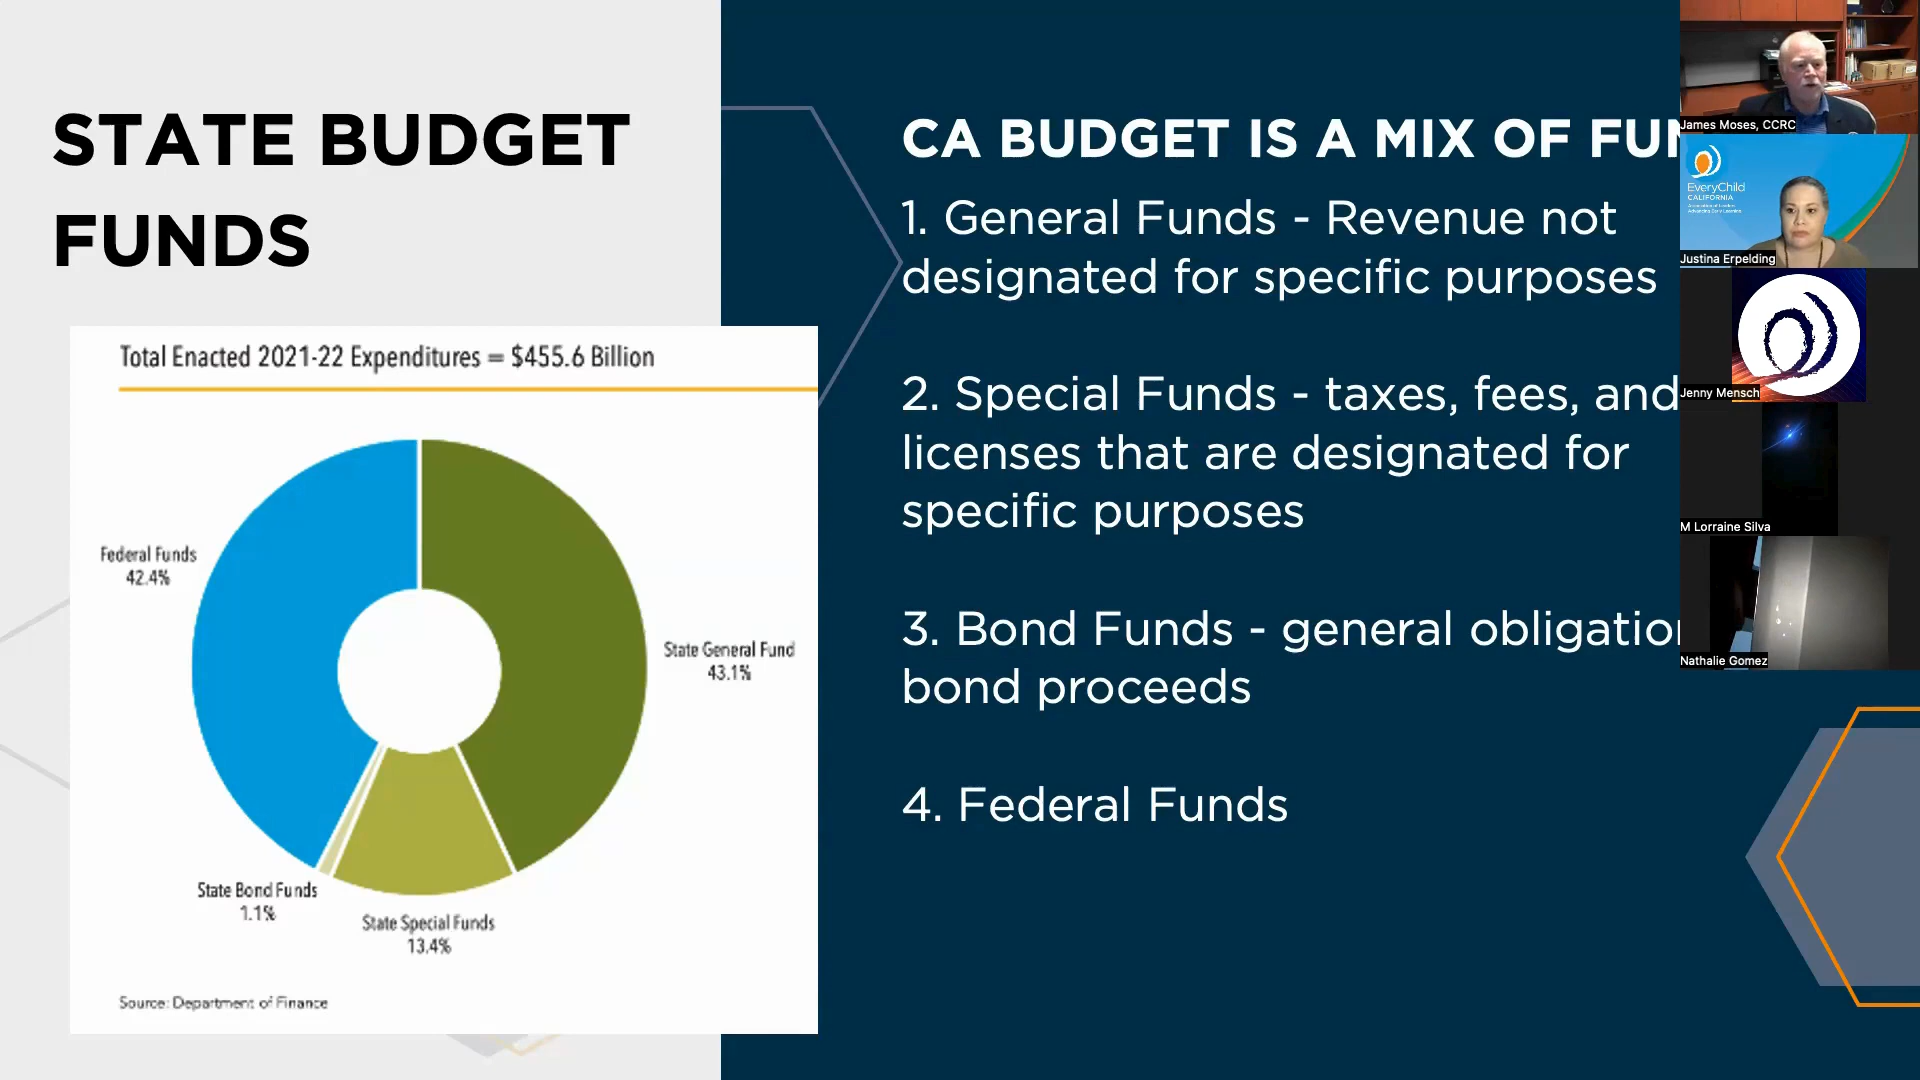 STATE BUDGET
FUNDS
Total Enacted 2021-22 Expenditures = $455.6 Billion
Federal Funds
42.4%
State General Fund
43.1%
State Bond Funds
1.1%
State Special Funds
13.4%
Source: Department of Finance
CA BUDGET IS A MIX OF FUN
1. General Funds - Revenue not
designated for specific purposes
2. Special Funds - taxes, fees, and
licenses that are designated for
specific purposes
3. Bond Funds - general obligation
bond proceeds
4. Federal Funds
James Moses, CCRC
EveryChild
CALIFORNIA
Justina Erpelding
Jenny Mensch
M Lorraine Silva
Nathalie Gomez